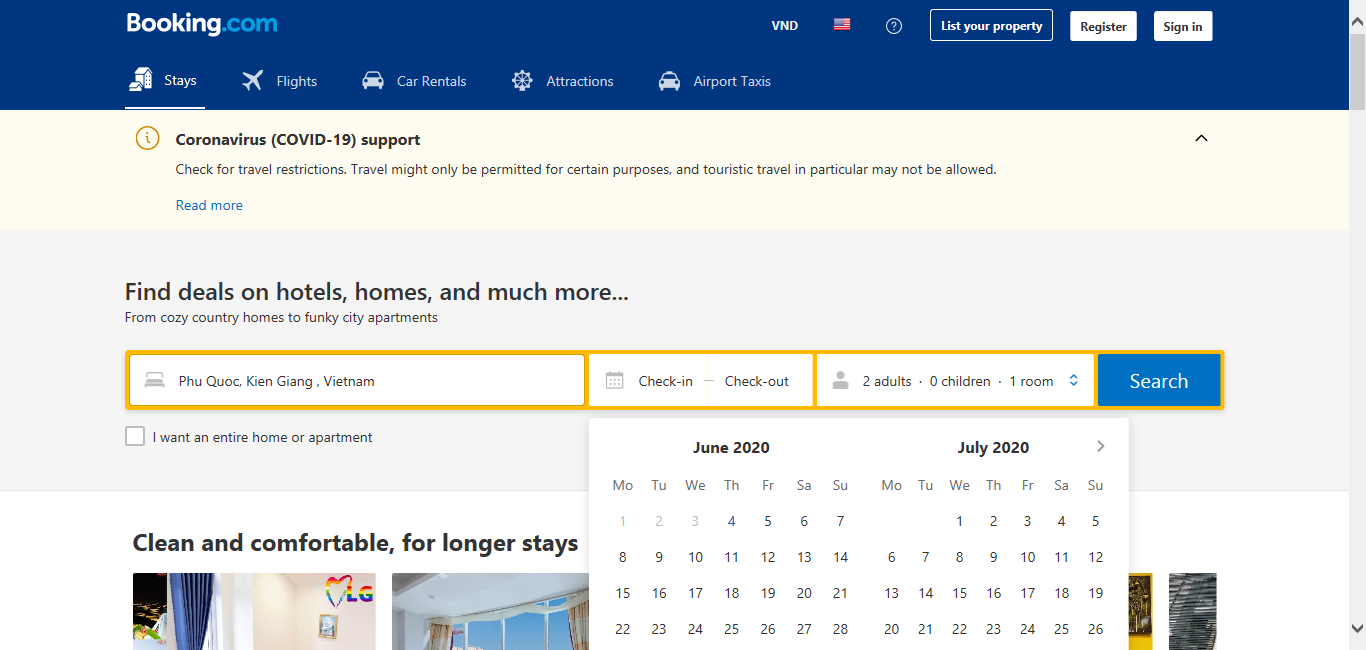 Booking.com
VND
List your property
Register
Sign in
Stays
Flights
Car Rentals
Attractions
Airport Taxis
Coronavirus (COVID-19) support
Check for travel restrictions. Travel might only be permitted for certain purposes, and touristic travel in particular may not be allowed.
Read more
Find deals on hotels, homes, and much more...
From cozy country homes to funky city apartments
Phu Quoc, Kien Giang , Vietnam
Check-in — Check-out
2 adults · 0 children · 1 room
Search
I want an entire home or apartment
June 2020
Mo Tu We Th Fr Sa Su
1 2 3 4 5 6 7
8 9 10 11 12 13 14
15 16 17 18 19 20 21
22 23 24 25 26 27 28
July 2020
Mo Tu We Th Fr Sa Su
1 2 3 4 5
6 7 8 9 10 11 12
13 14 15 16 17 18 19
20 21 22 23 24 25 26
Clean and comfortable, for longer stays
LG